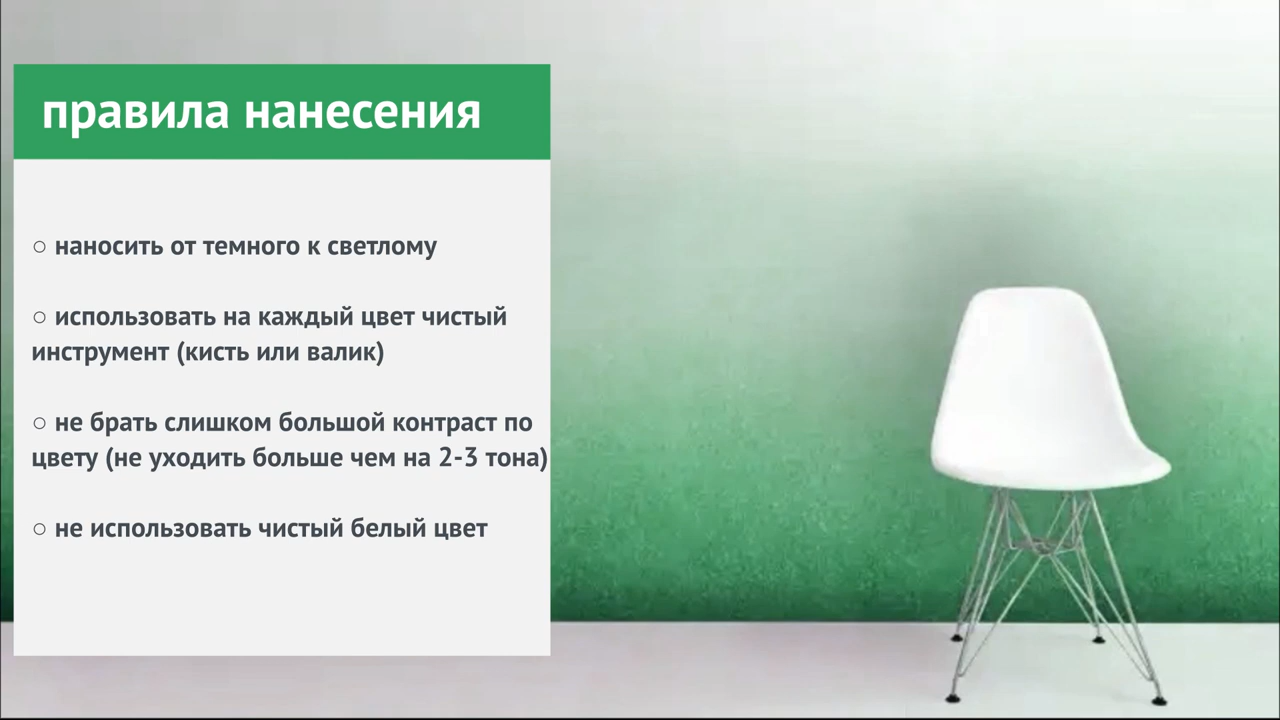 правила нанесения
○ наносить от темного к светлому
○ использовать на каждый цвет чистый
инструмент (кисть или валик)
○ не брать слишком большой контраст по
цвету (не уходить больше чем на 2-3 тона)
○ не использовать чистый белый цвет